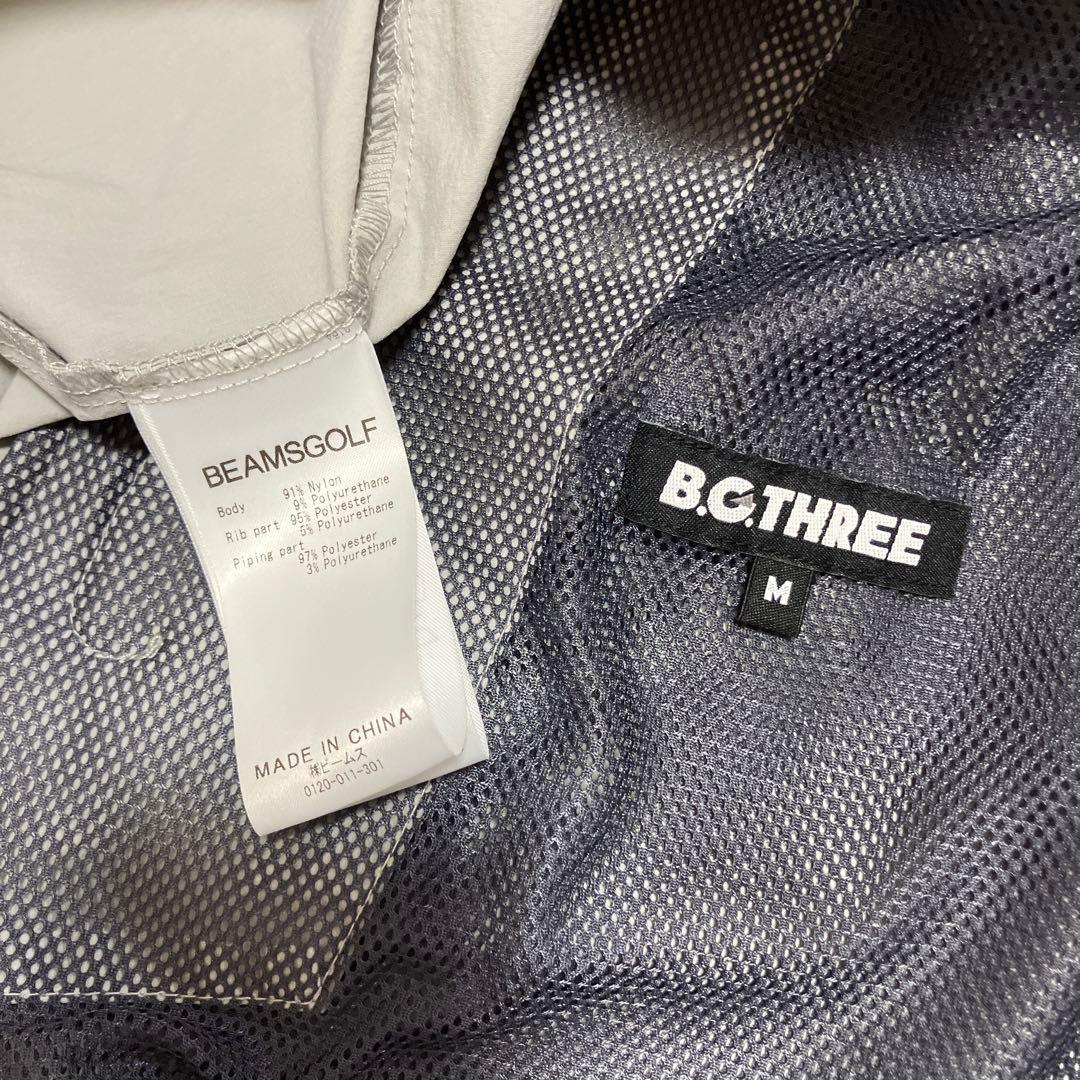 BEAMSGOLF
Body 91% Nylon
9% Polyurethane
Rib part 95% Polyester
5% Polyurethane
Piping part 97% Polyester
3% Polyurethane
MADE IN CHINA
㈱ビームス
0120-011-301
B.G.THREE
M